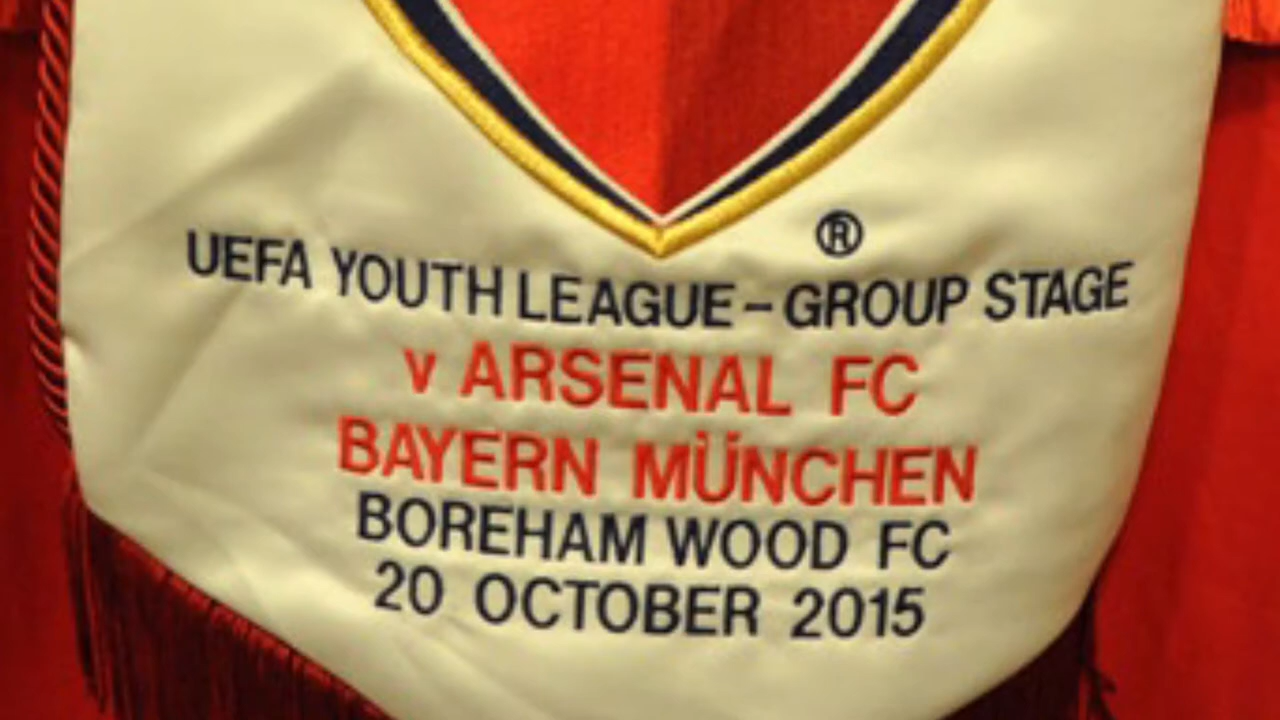 ®
UEFA YOUTH LEAGUE – GROUP STAGE
v ARSENAL FC
BAYERN MÜNCHEN
BOREHAM WOOD FC
20 OCTOBER 2015